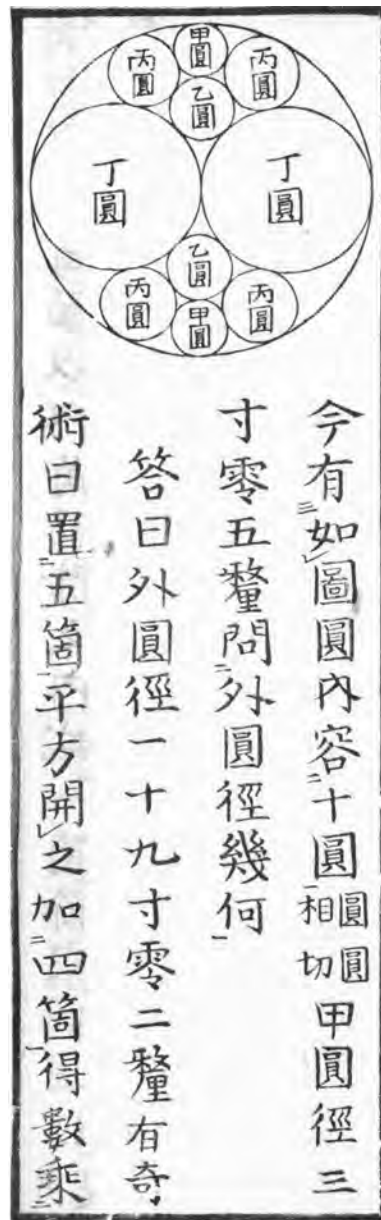 甲圓
丙圓
丙圓
乙圓
丁圓
丁圓
乙圓
丙圓
丙圓
甲圓
今有如圖圓內容十圓圓圓相切甲圓徑三
寸零五釐問外圓徑幾何
答曰外圓徑一十九寸零二釐有奇
術曰置五箇平方開之加四箇得數乘